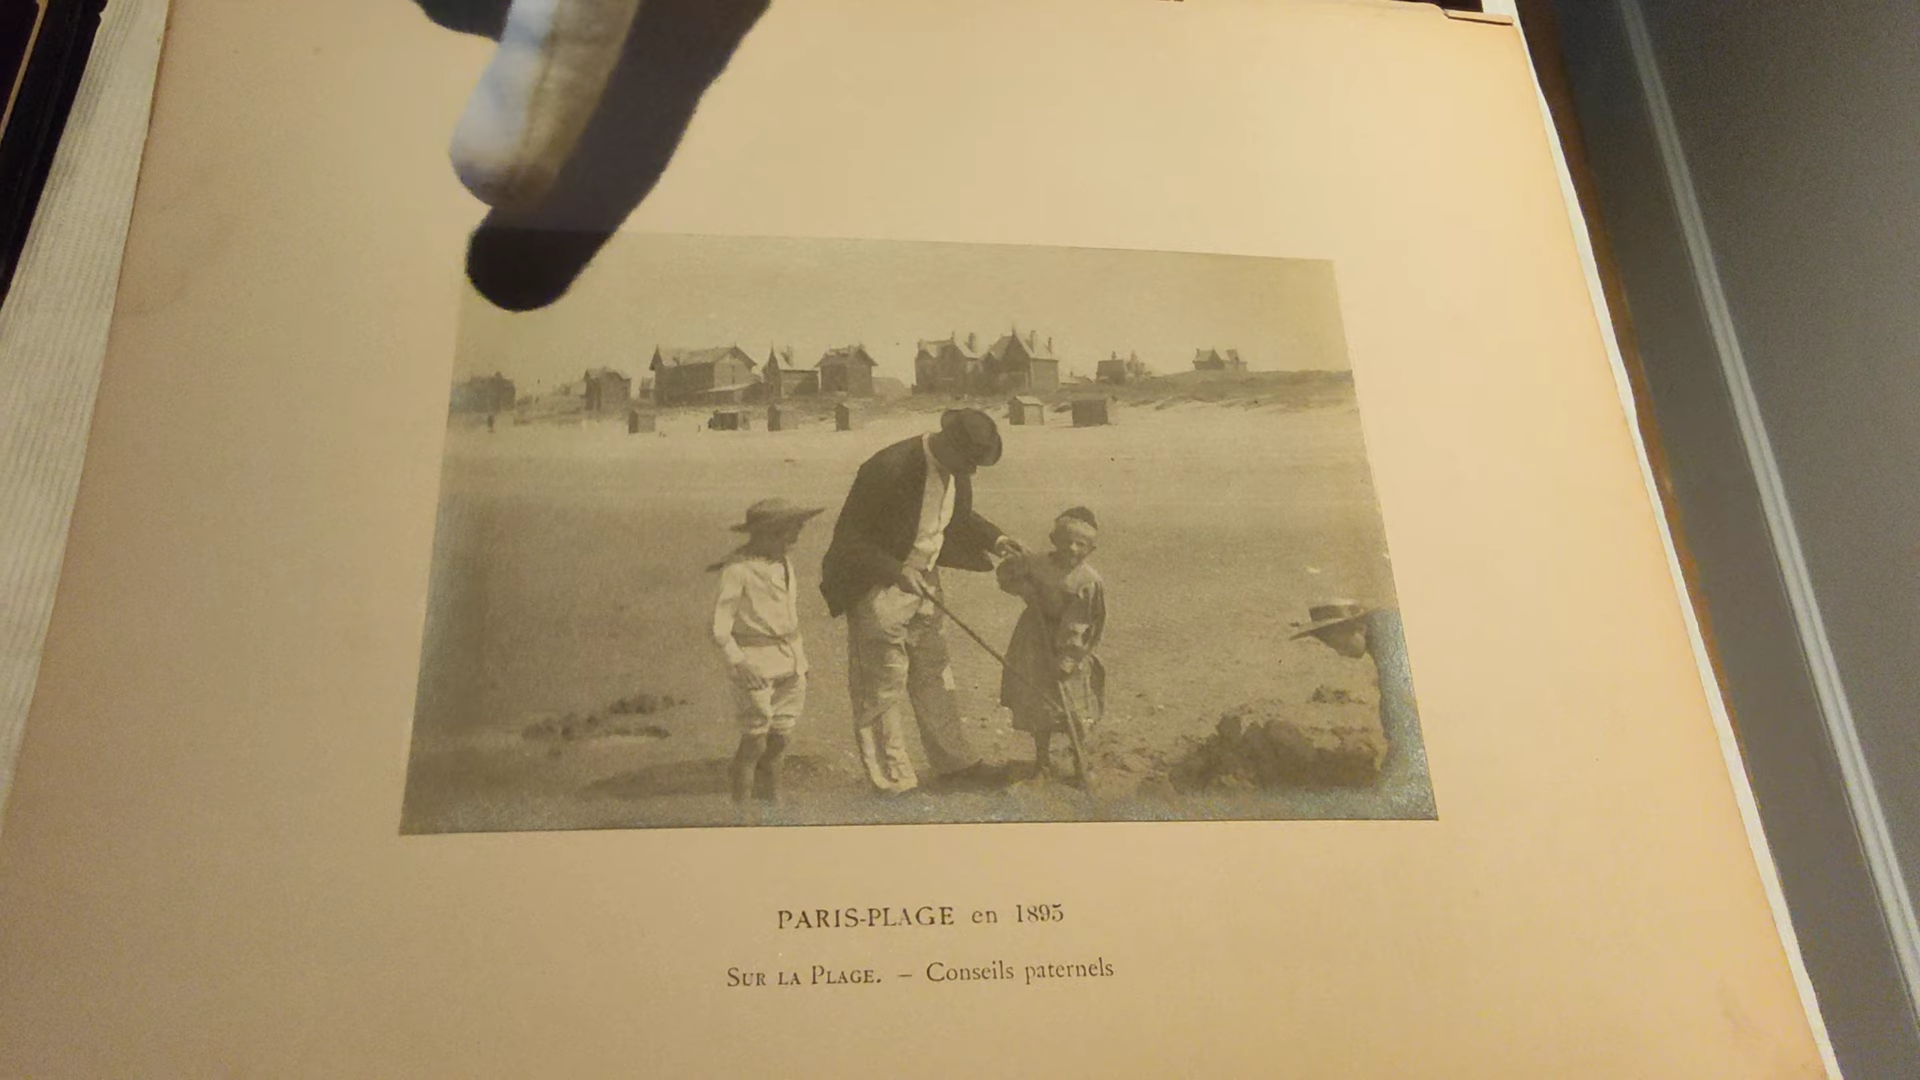 PARIS-PLAGE en 1895
SUR LA PLAGE. — Conseils paternels